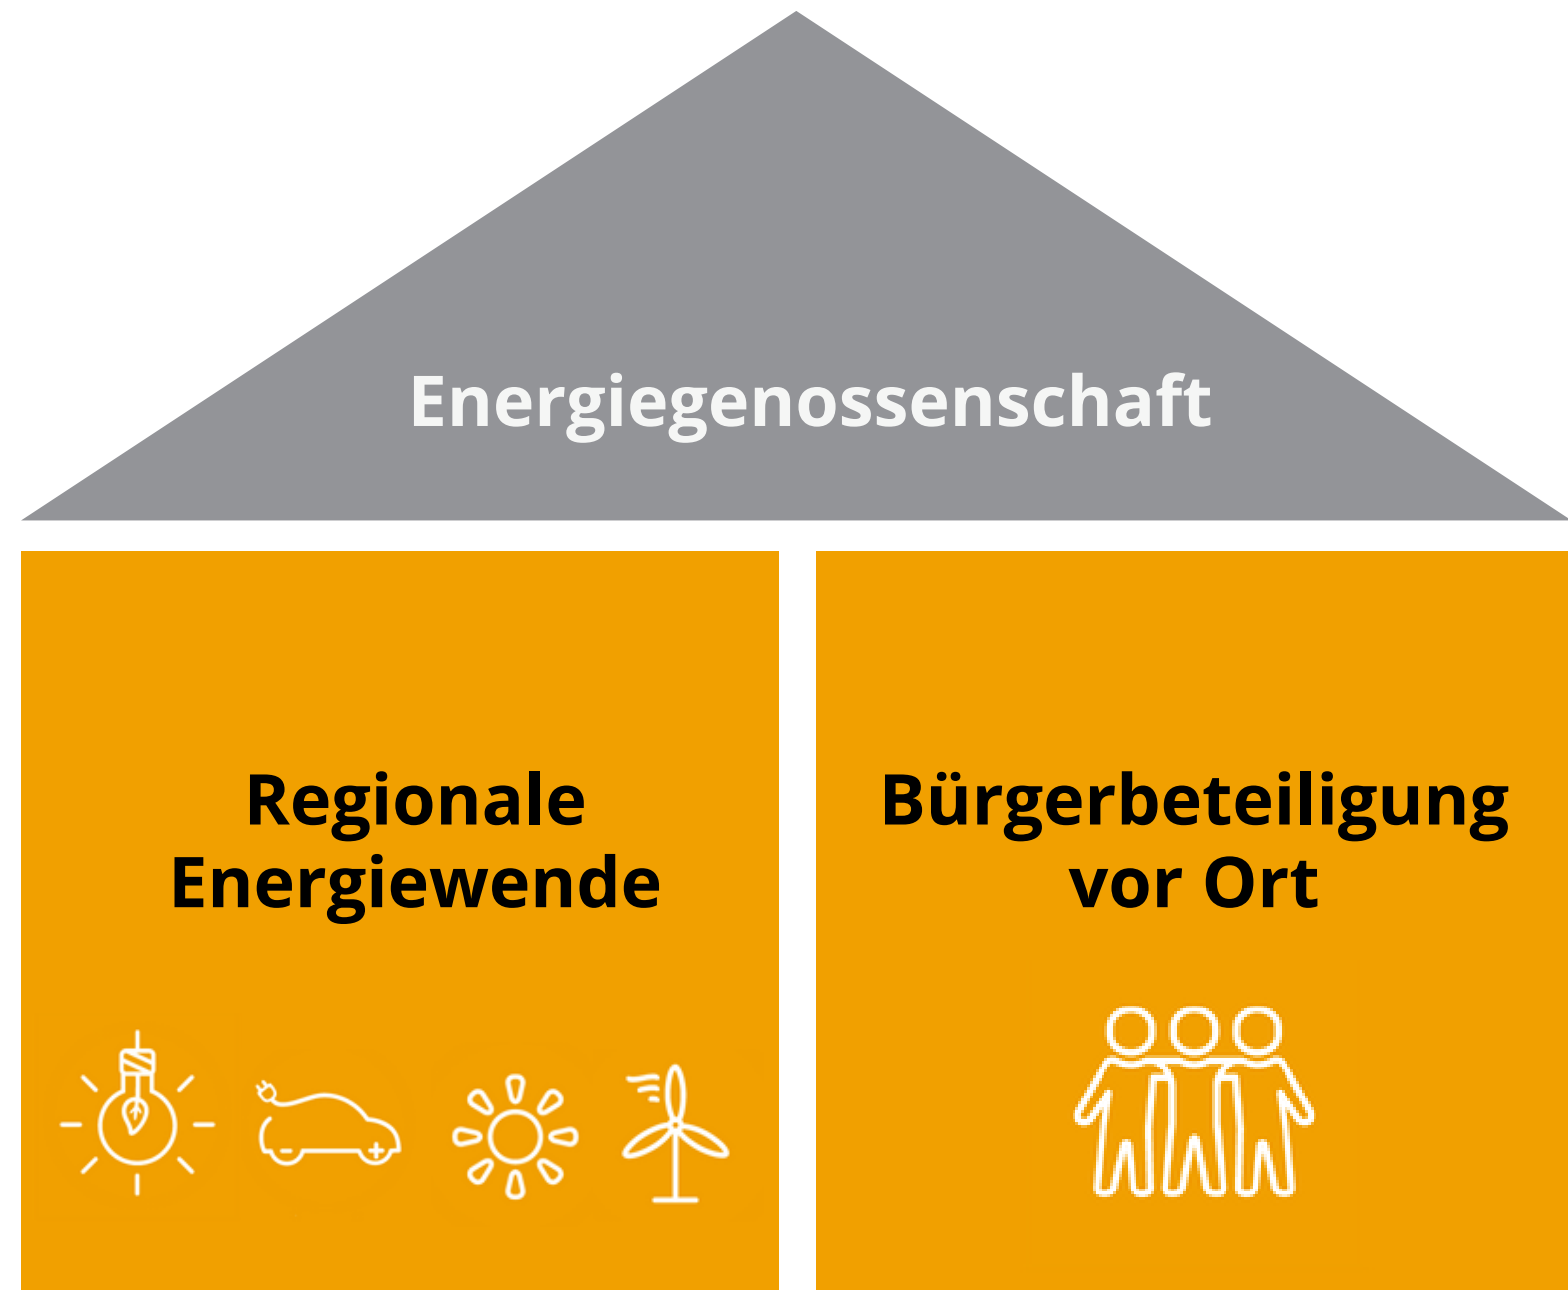 Energiegenossenschaft
Regionale
Energiewende
Bürgerbeteiligung
vor Ort